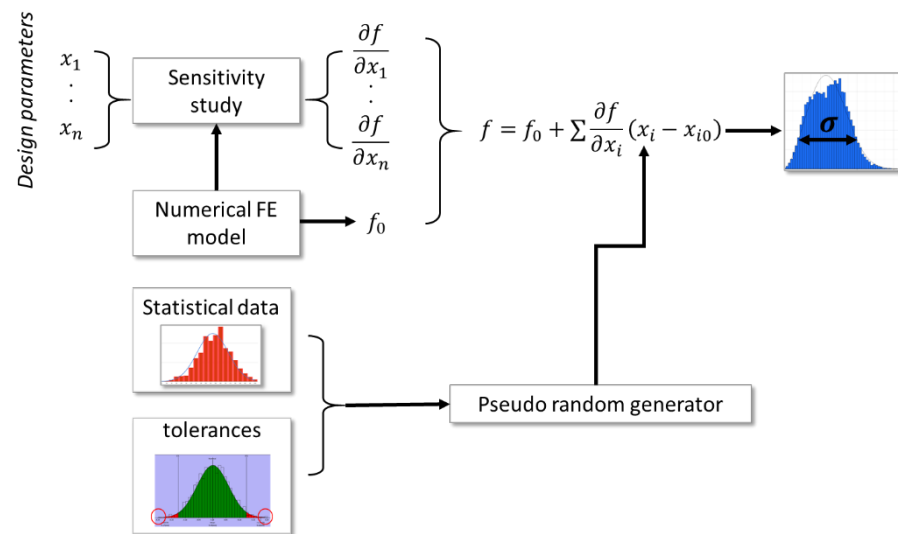 Design parameters
x₁
.
.
xₙ
Sensitivity
study
∂f/∂x₁
.
.
∂f/∂xₙ
f = f₀ + ∑ ∂f/∂xᵢ (xᵢ − xᵢ₀)
σ
Numerical FE
model
f₀
Statistical data
Pseudo random generator
tolerances